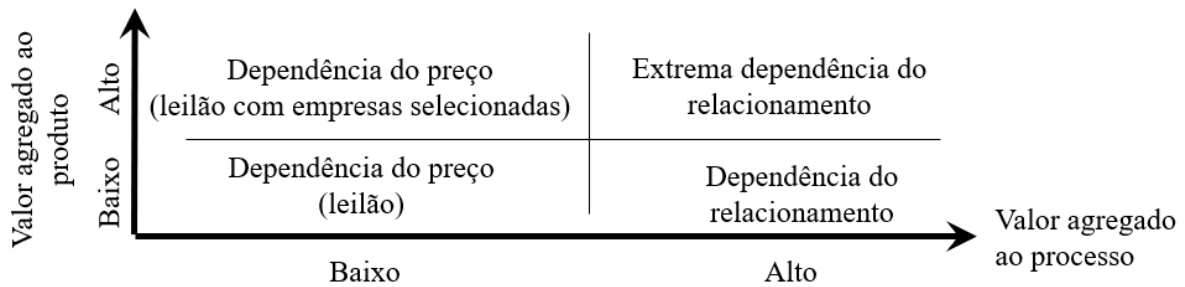 Valor agregado ao
produto
Alto
Baixo
Dependência do preço
(leilão com empresas selecionadas)
Extrema dependência do
relacionamento
Dependência do preço
(leilão)
Dependência do
relacionamento
Baixo
Alto
Valor agregado
ao processo